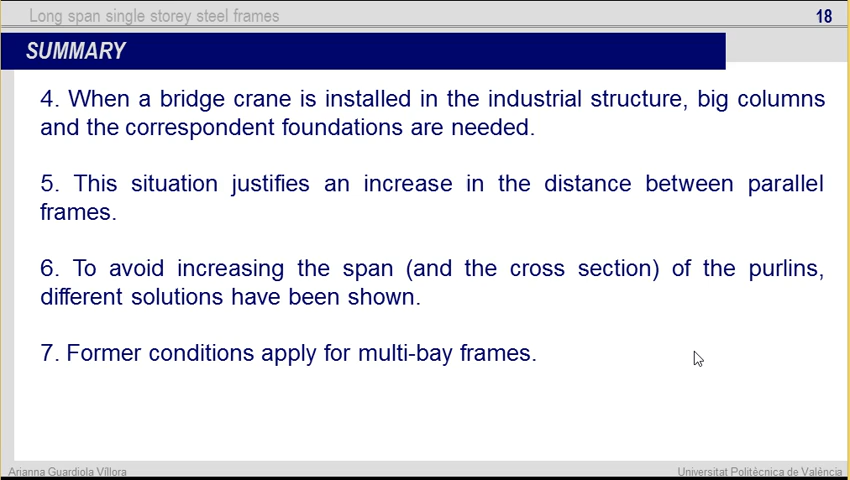 Long span single storey steel frames
18
SUMMARY
4. When a bridge crane is installed in the industrial structure, big columns
and the correspondent foundations are needed.
5. This situation justifies an increase in the distance between parallel
frames.
6. To avoid increasing the span (and the cross section) of the purlins,
different solutions have been shown.
7. Former conditions apply for multi-bay frames.
Arianna Guardiola Víllora
Universitat Politècnica de València